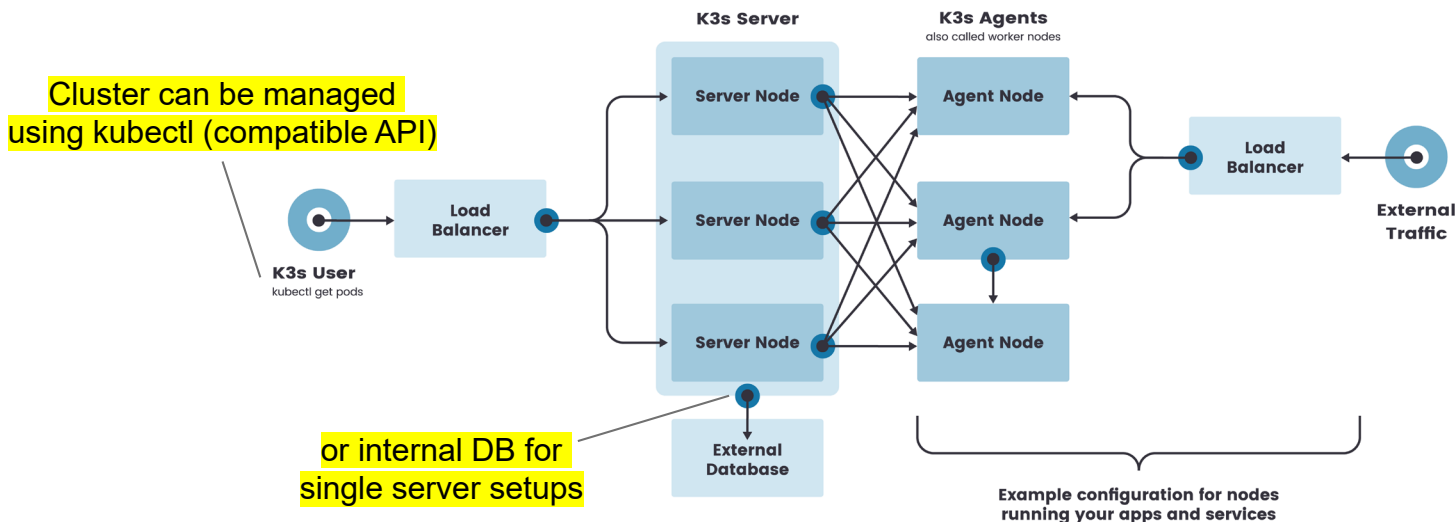 K3s Server
K3s Agents
also called worker nodes
Cluster can be managed
using kubectl (compatible API)
Server Node
Agent Node
Load
Balancer
External
Traffic
Load
Balancer
Server Node
Agent Node
K3s User
kubectl get pods
Server Node
Agent Node
or internal DB for
single server setups
External
Database
Example configuration for nodes
running your apps and services